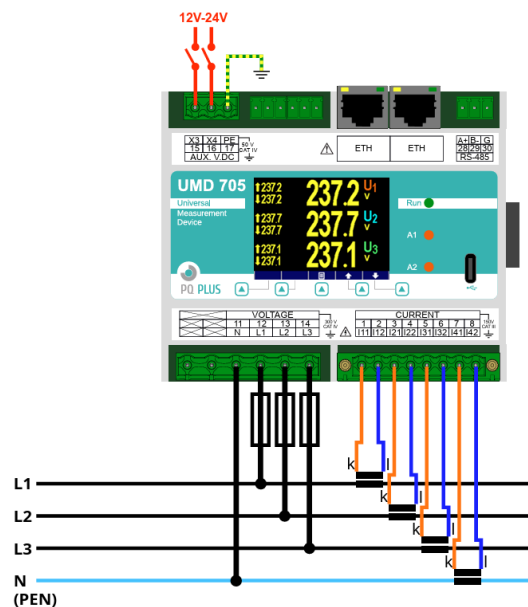 12V-24V
X3 X4 PE
15 16 17
AUX. V.DC
50 V
CAT IV
ETH
ETH
A+ B- G
28 29 30
RS-485
UMD 705
Universal
Measurement
Device
PQ PLUS
237.2
237.2
237.2 U1
V
237.7
237.7
237.7 U2
V
237.1
237.1
237.1 U3
V
Run
A1
A2
VOLTAGE
11 12 13 14
N L1 L2 L3
300 V
CAT IV
CURRENT
1 2 3 4 5 6 7 8
I11 I12 I21 I22 I31 I32 I41 I42
150V
CAT III
k l
k l
k l
k l
L1
L2
L3
N
(PEN)